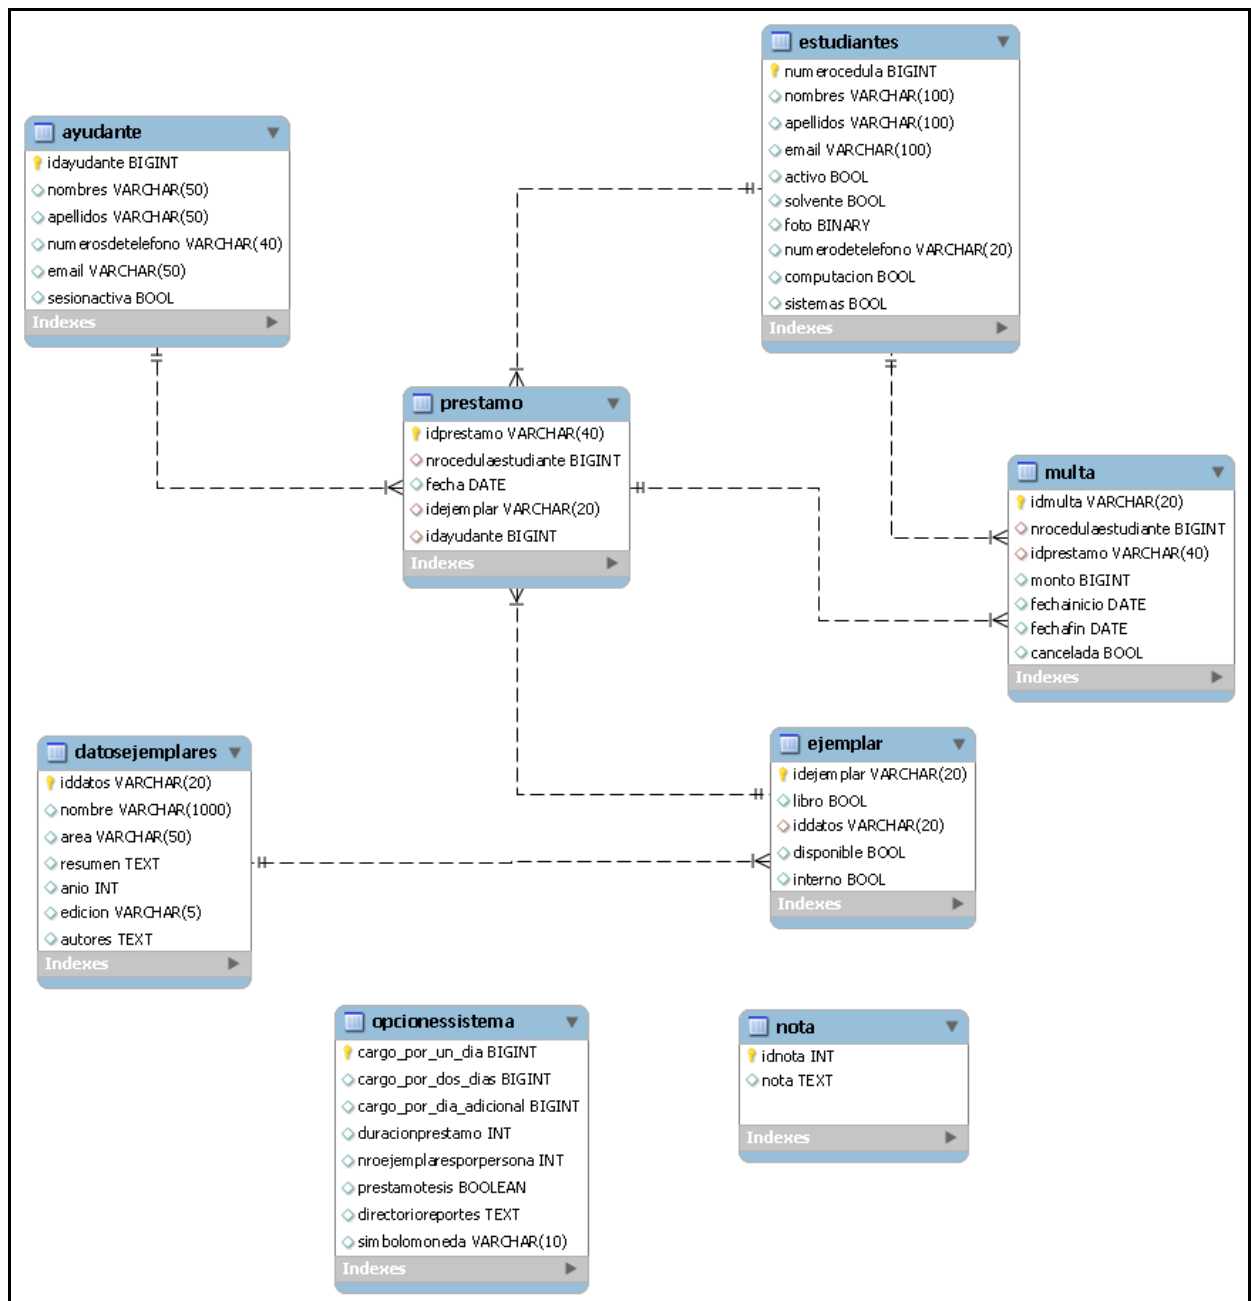 estudiantes
numerocedula BIGINT
nombres VARCHAR(100)
apellidos VARCHAR(100)
email VARCHAR(100)
activo BOOL
solvente BOOL
foto BINARY
numerodetelefono VARCHAR(20)
computacion BOOL
sistemas BOOL
Indexes
ayudante
idayudante BIGINT
nombres VARCHAR(50)
apellidos VARCHAR(50)
numerosdetelefono VARCHAR(40)
email VARCHAR(50)
sesionactiva BOOL
Indexes
prestamo
idprestamo VARCHAR(40)
nrocedulaestudiante BIGINT
fecha DATE
idejemplar VARCHAR(20)
idayudante BIGINT
Indexes
multa
idmulta VARCHAR(20)
nrocedulaestudiante BIGINT
idprestamo VARCHAR(40)
monto BIGINT
fechainicio DATE
fechafin DATE
cancelada BOOL
Indexes
datosejemplares
iddatos VARCHAR(20)
nombre VARCHAR(1000)
area VARCHAR(50)
resumen TEXT
anio INT
edicion VARCHAR(5)
autores TEXT
Indexes
ejemplar
idejemplar VARCHAR(20)
libro BOOL
iddatos VARCHAR(20)
disponible BOOL
interno BOOL
Indexes
opcionessistema
cargo_por_un_dia BIGINT
cargo_por_dos_dias BIGINT
cargo_por_dia_adicional BIGINT
duracionprestamo INT
nroejemplaresporpersona INT
prestamotesis BOOLEAN
directorioreportes TEXT
simbolomoneda VARCHAR(10)
Indexes
nota
idnota INT
nota TEXT
Indexes